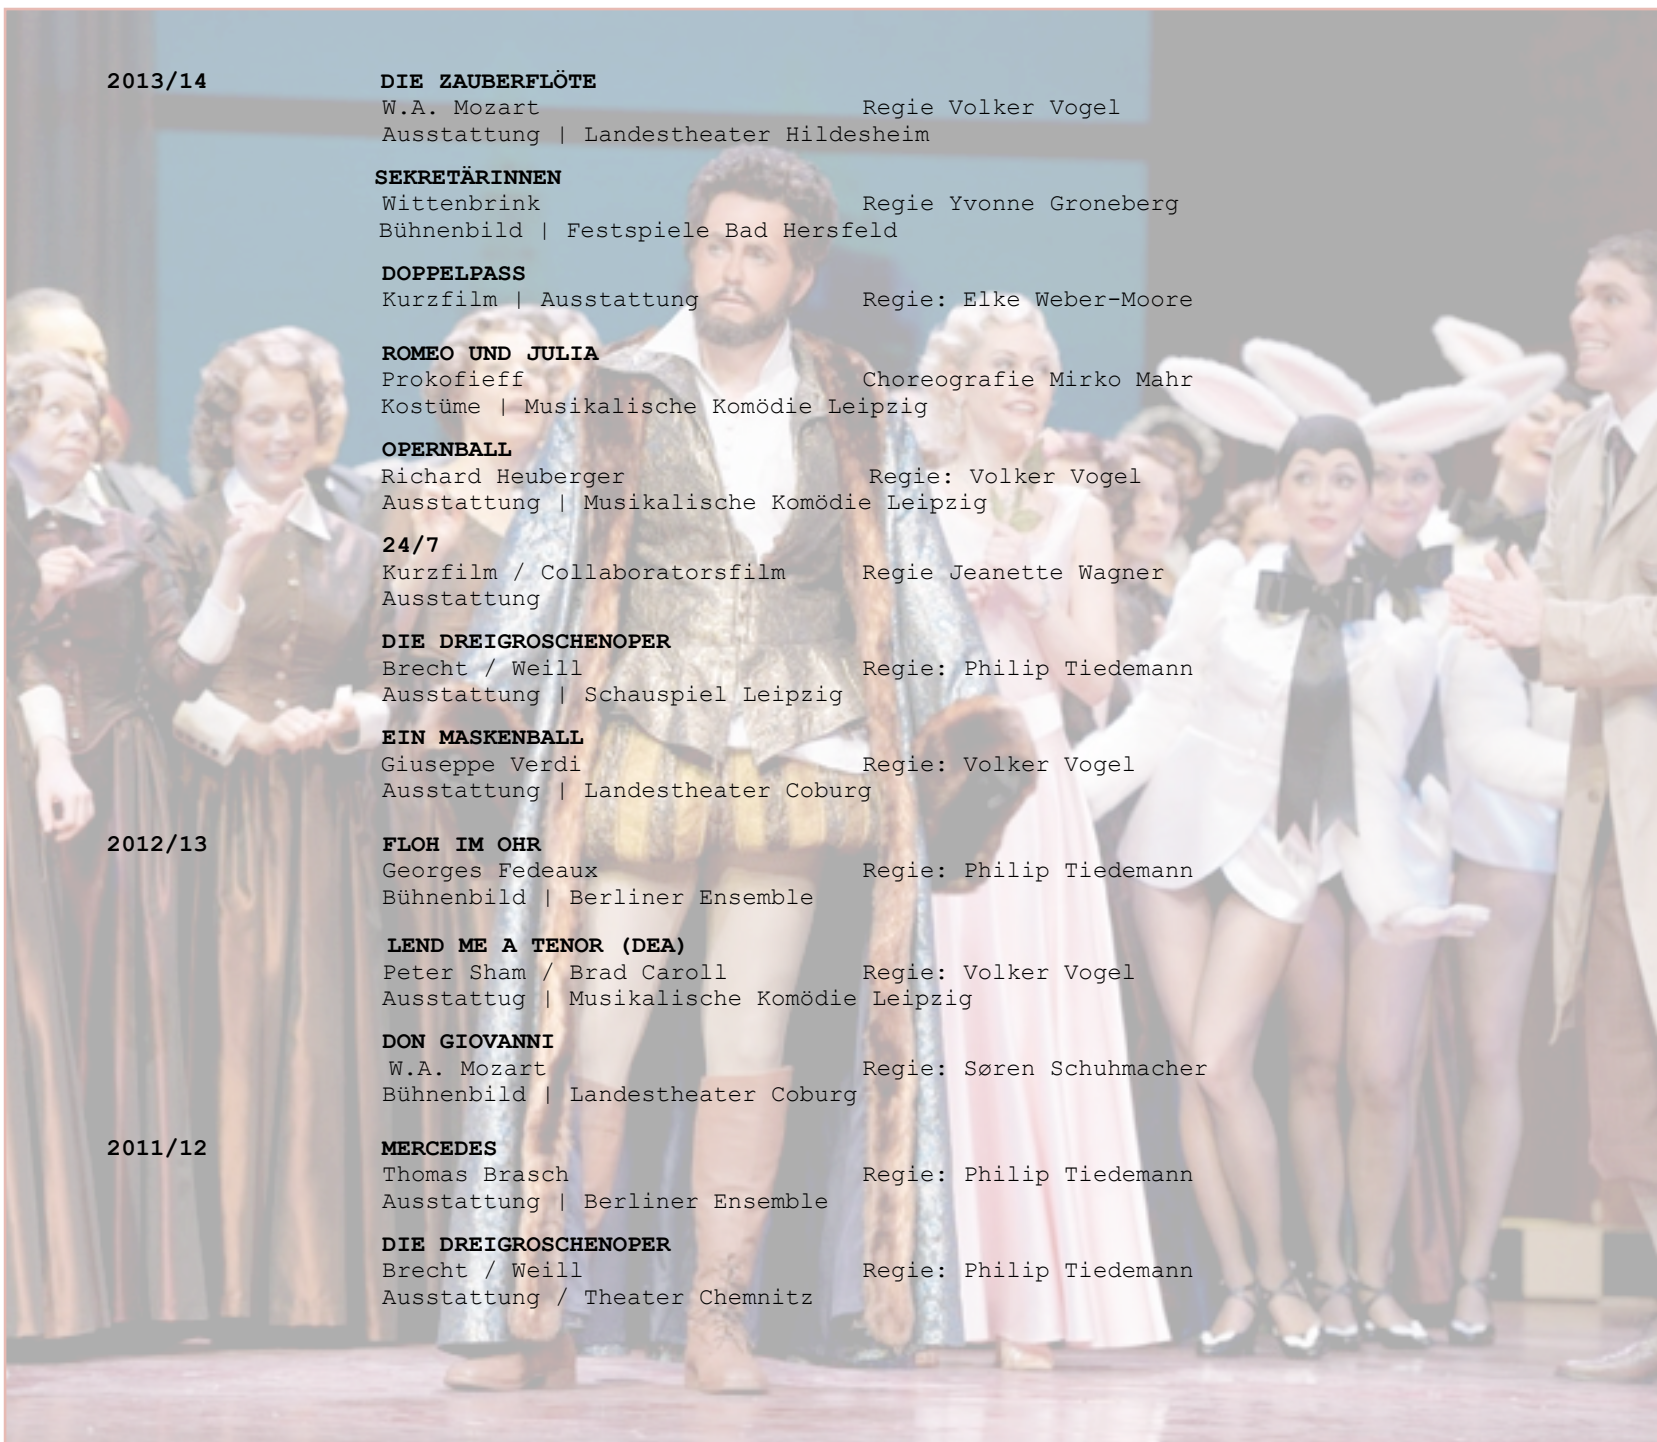 2013/14 DIE ZAUBERFLÖTE
W.A. Mozart Regie Volker Vogel
Ausstattung | Landestheater Hildesheim
SEKRETÄRINNEN
Wittenbrink Regie Yvonne Groneberg
Bühnenbild | Festspiele Bad Hersfeld
DOPPELPASS
Kurzfilm | Ausstattung Regie: Elke Weber-Moore
ROMEO UND JULIA
Prokofieff Choreografie Mirko Mahr
Kostüme | Musikalische Komödie Leipzig
OPERNBALL
Richard Heuberger Regie: Volker Vogel
Ausstattung | Musikalische Komödie Leipzig
24/7
Kurzfilm / Collaboratorsfilm Regie Jeanette Wagner
Ausstattung
DIE DREIGROSCHENOPER
Brecht / Weill Regie: Philip Tiedemann
Ausstattung | Schauspiel Leipzig
EIN MASKENBALL
Giuseppe Verdi Regie: Volker Vogel
Ausstattung | Landestheater Coburg
2012/13 FLOH IM OHR
Georges Fedeaux Regie: Philip Tiedemann
Bühnenbild | Berliner Ensemble
LEND ME A TENOR (DEA)
Peter Sham / Brad Caroll Regie: Volker Vogel
Ausstattug | Musikalische Komödie Leipzig
DON GIOVANNI
W.A. Mozart Regie: Søren Schuhmacher
Bühnenbild | Landestheater Coburg
2011/12 MERCEDES
Thomas Brasch Regie: Philip Tiedemann
Ausstattung | Berliner Ensemble
DIE DREIGROSCHENOPER
Brecht / Weill Regie: Philip Tiedemann
Ausstattung / Theater Chemnitz